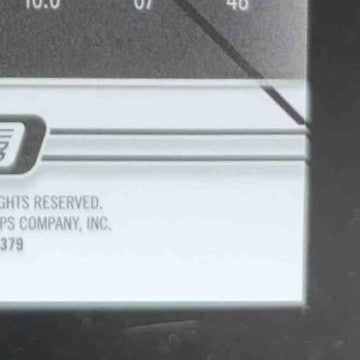 10.0 67 48
GHTS RESERVED.
PS COMPANY, INC.
379